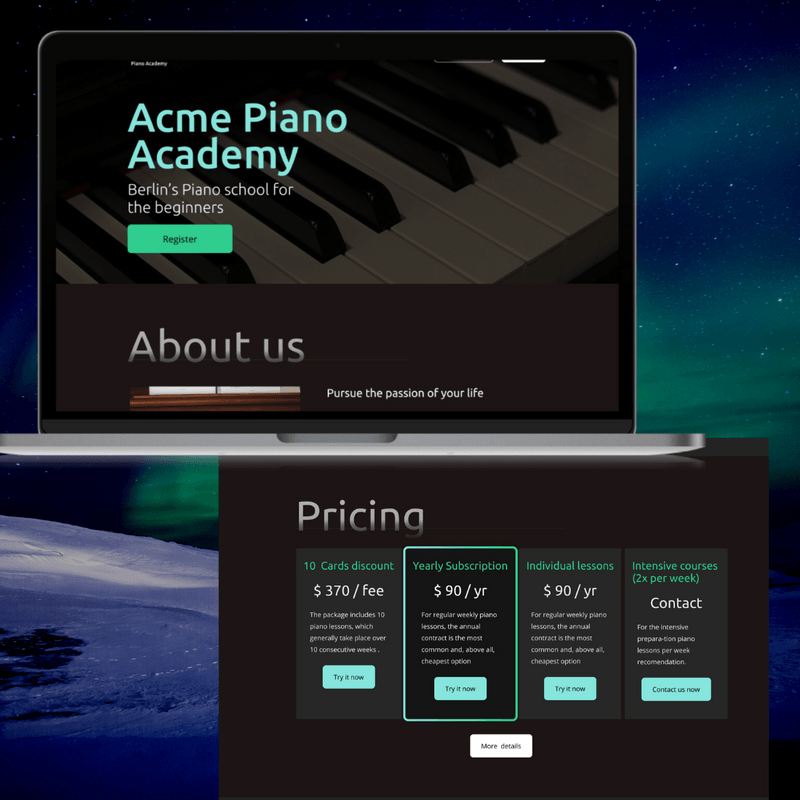 Piano Academy
Acme Piano
Academy
Berlin's Piano school for
the beginners
Register
About us
Pursue the passion of your life
Pricing
10 Cards discount
$ 370 / fee
The package includes 10
piano lessons, which
generally take place over
10 consecutive weeks .
Try it now
Yearly Subscription
$ 90 / yr
For regular weekly piano
lessons, the annual
contract is the most
common and, above all,
cheapest option
Try it now
Individual lessons
$ 90 / yr
For regular weekly piano
lessons, the annual
contract is the most
common and, above all,
cheapest option
Try it now
Intensive courses
(2x per week)
Contact
For the intensive
prepara-tion piano
lessons per week
recomendation.
Contact us now
More details